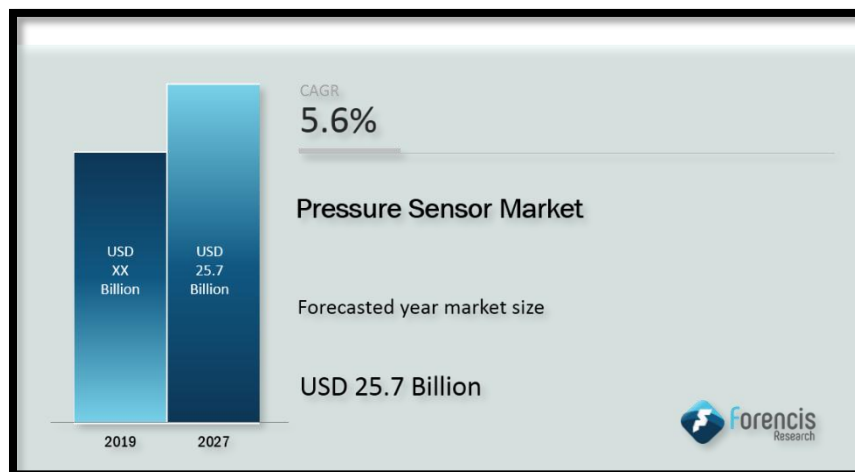 CAGR
5.6%
Pressure Sensor Market
USD
XX
Billion
USD
25.7
Billion
Forecasted year market size
USD 25.7 Billion
2019
2027
Forencis
Research